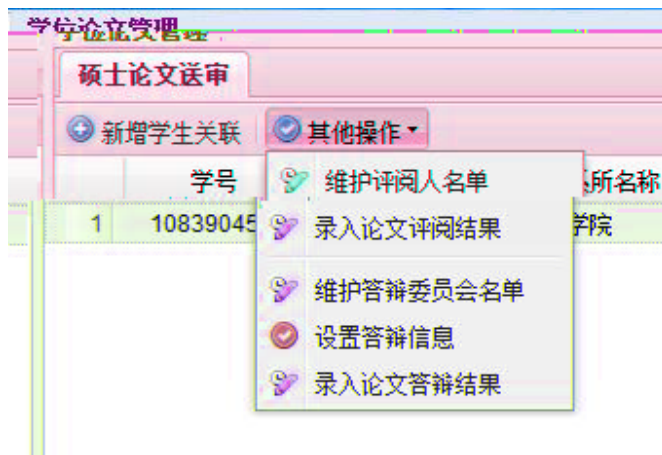 学位论文管理
硕士论文送审
新增学生关联 其他操作
学号 所名称
1 10839045 学院
维护评阅人名单
录入论文评阅结果
维护答辩委员会名单
设置答辩信息
录入论文答辩结果